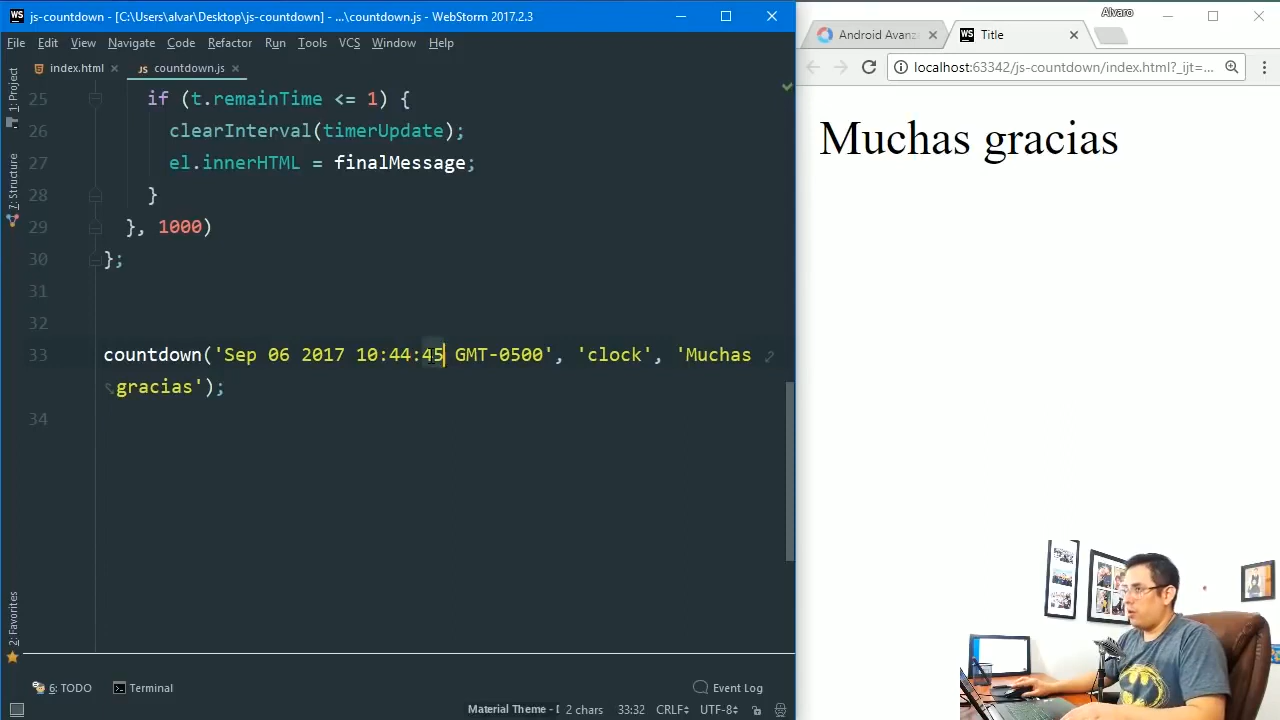 js-countdown - [C:\Users\alvar\Desktop\js-countdown] - ...\countdown.js - WebStorm 2017.2.3
File Edit View Navigate Code Refactor Run Tools VCS Window Help
index.html countdown.js
1: Project
7: Structure
2: Favorites
25 if (t.remainTime <= 1) {
26 clearInterval(timerUpdate);
27 el.innerHTML = finalMessage;
28 }
29 }, 1000)
30 };
31
32
33 countdown('Sep 06 2017 10:44:45 GMT-0500', 'clock', 'Muchas
gracias');
34
6: TODO Terminal Event Log
Material Theme - 2 chars 33:32 CRLF UTF-8
Alvaro
Android Avanz Title
localhost:63342/js-countdown/index.html?_ijt=...
Muchas gracias